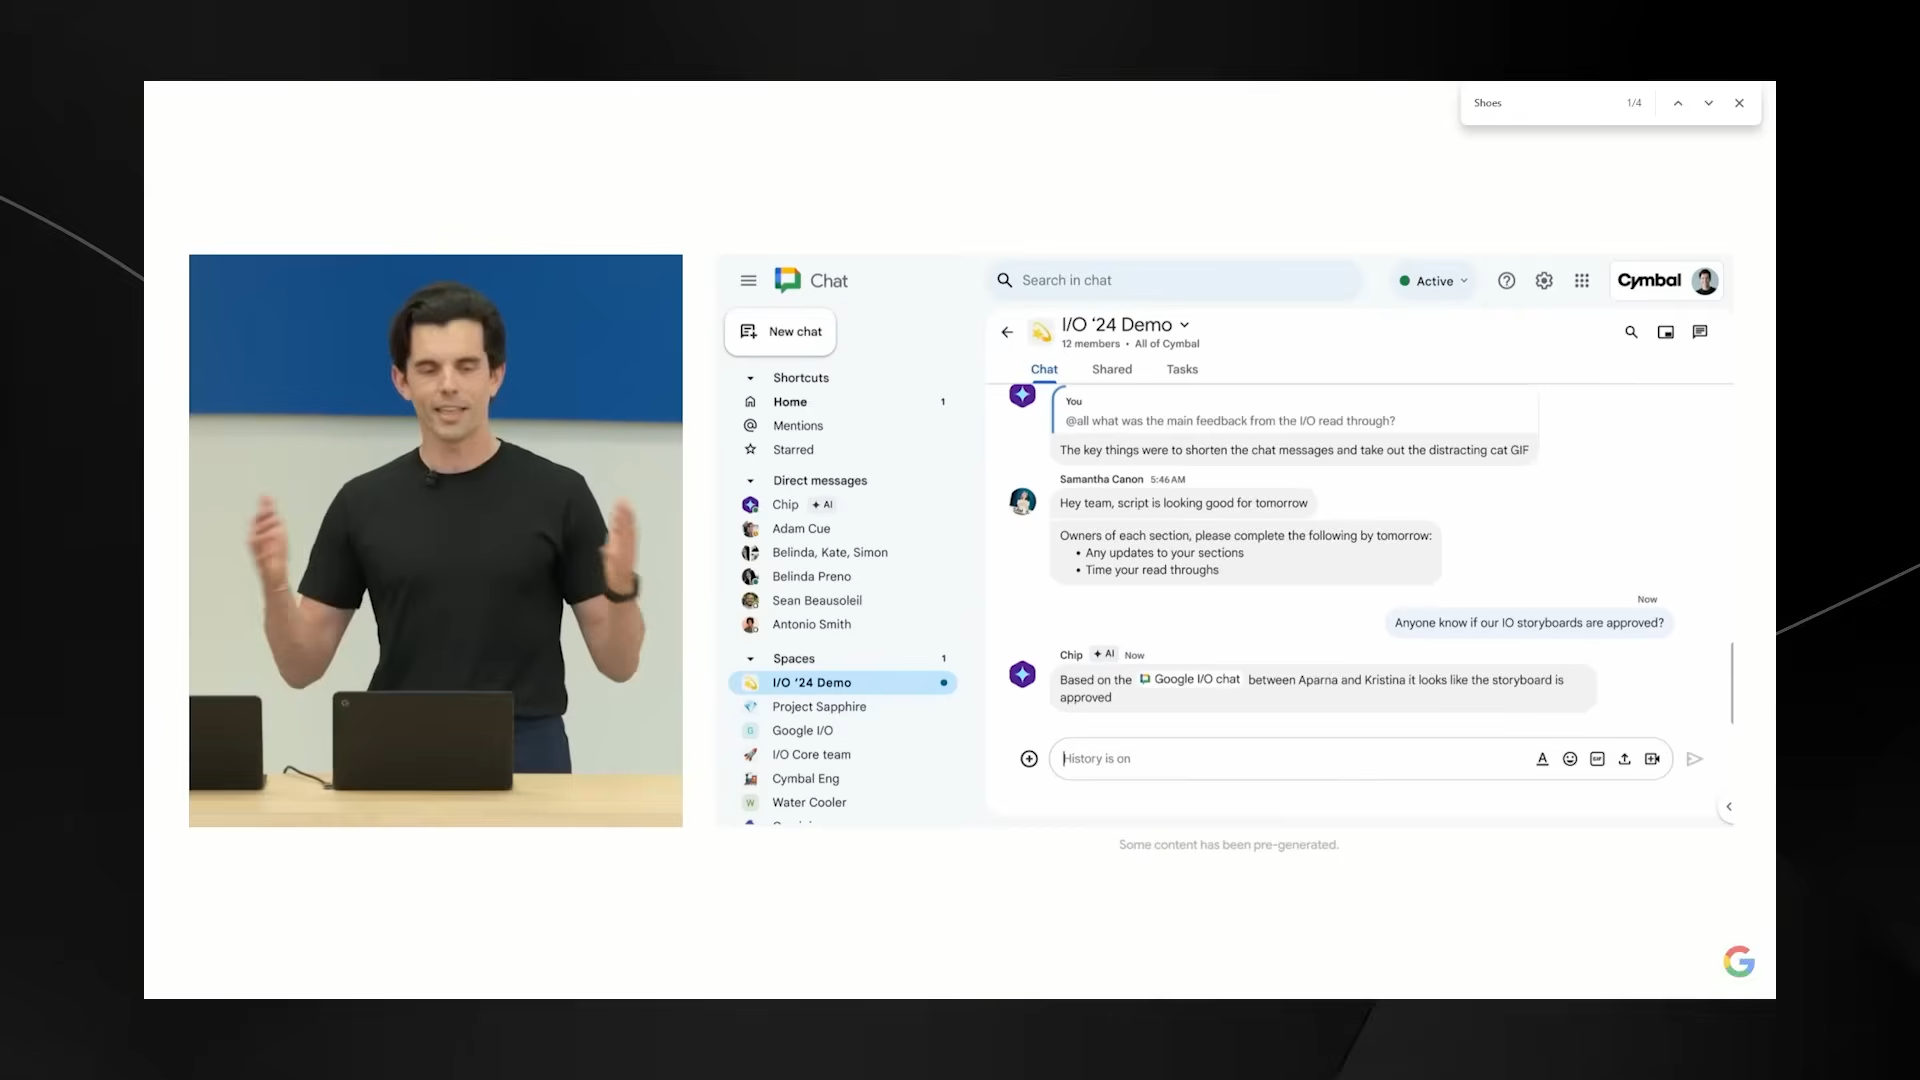 Shoes
1/4
Chat
Search in chat
Active
Cymbal
New chat
I/O ‘24 Demo
12 members • All of Cymbal
Chat
Shared
Tasks
Shortcuts
Home
1
Mentions
Starred
Direct messages
Chip
AI
Adam Cue
Belinda, Kate, Simon
Belinda Preno
Sean Beausoleil
Antonio Smith
Spaces
1
I/O ‘24 Demo
Project Sapphire
G
Google I/O
I/O Core team
Cymbal Eng
W
Water Cooler
You
@all what was the main feedback from the I/O read through?
The key things were to shorten the chat messages and take out the distracting cat GIF
Samantha Canon 5:46 AM
Hey team, script is looking good for tomorrow
Owners of each section, please complete the following by tomorrow:
• Any updates to your sections
• Time your read throughs
Now
Anyone know if our IO storyboards are approved?
Chip AI Now
Based on the Google I/O chat between Aparna and Kristina it looks like the storyboard is
approved
History is on
A
GIF
Some content has been pre-generated.
G